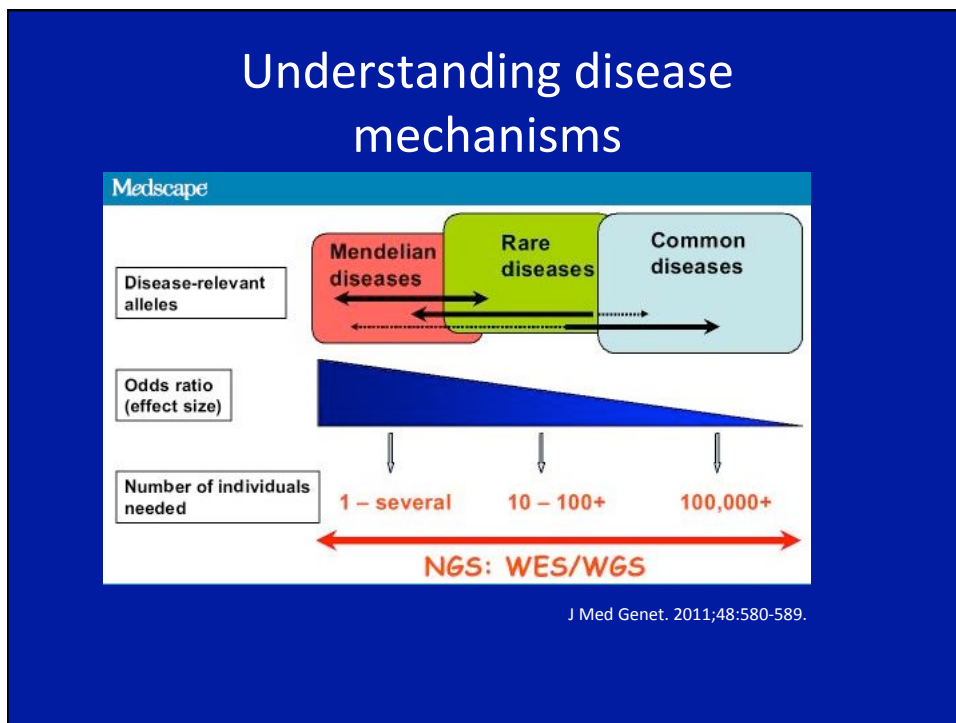 Understanding disease
mechanisms
Medscape
Disease-relevant
alleles
Mendelian
diseases
Rare
diseases
Common
diseases
Odds ratio
(effect size)
Number of individuals
needed
1 – several
10 – 100+
100,000+
NGS: WES/WGS
J Med Genet. 2011;48:580-589.